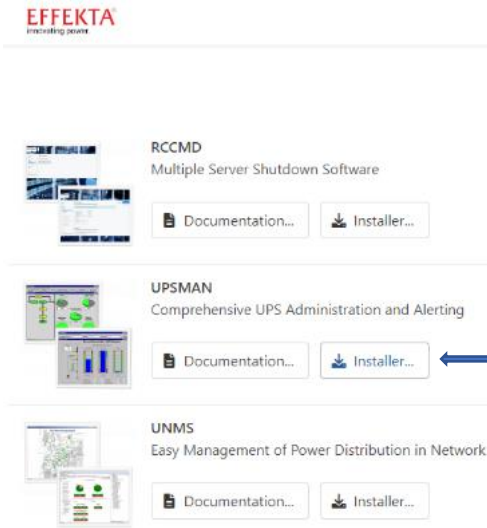 EFFEKTA
innovating power
RCCMD
Multiple Server Shutdown Software
Documentation...
Installer...
UPSMAN
Comprehensive UPS Administration and Alerting
Documentation...
Installer...
UNMS
Easy Management of Power Distribution in Network
Documentation...
Installer...